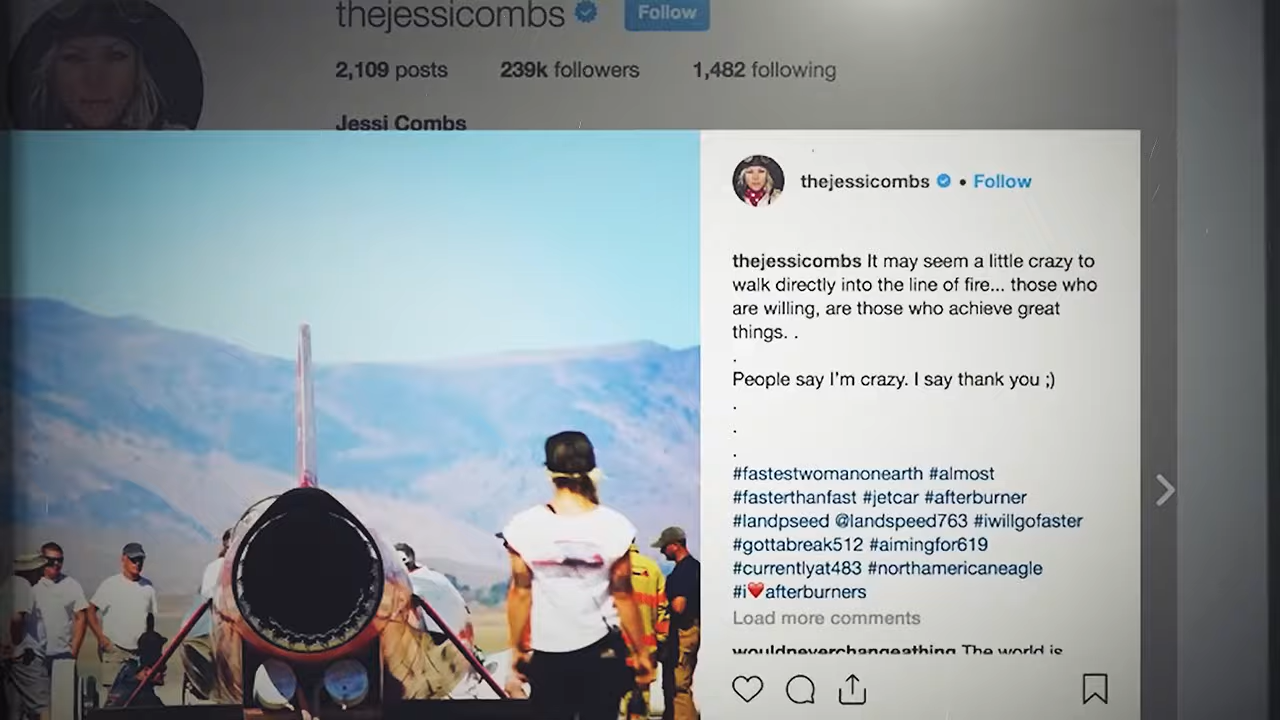 thejessicombs Follow
2,109 posts 239k followers 1,482 following
Jessi Combs
thejessicombs • Follow
thejessicombs It may seem a little crazy to
walk directly into the line of fire... those who
are willing, are those who achieve great
things. .
.
People say I'm crazy. I say thank you ;)
.
.
.
#fastestwomanonearth #almost
#fasterthanfast #jetcar #afterburner
#landpseed @landspeed763 #iwillgofaster
#gottabreak512 #aimingfor619
#currentlyat483 #northamericaneagle
#i❤️afterburners
Load more comments
wouldneverchangeathing The world is